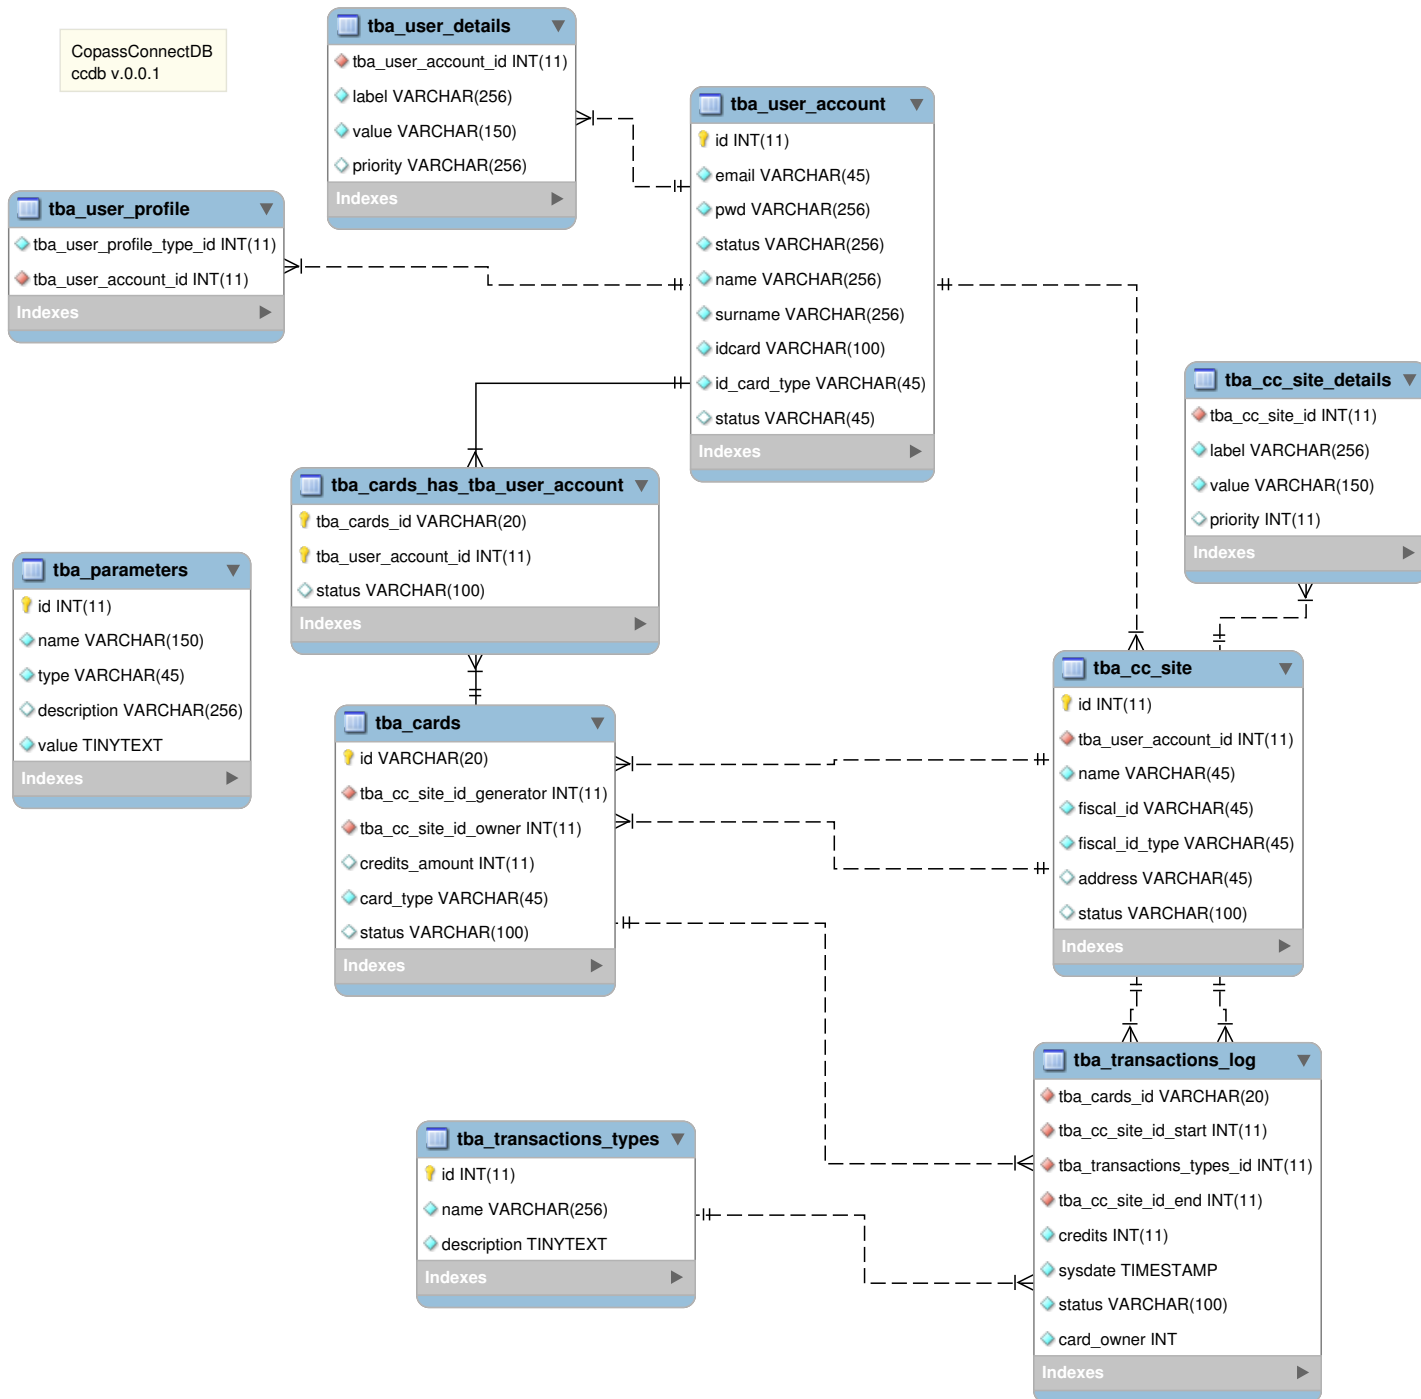 CopassConnectDB
ccdb v.0.0.1
tba_user_details
tba_user_account_id INT(11)
label VARCHAR(256)
value VARCHAR(150)
priority VARCHAR(256)
Indexes
tba_user_account
id INT(11)
email VARCHAR(45)
pwd VARCHAR(256)
status VARCHAR(256)
name VARCHAR(256)
surname VARCHAR(256)
idcard VARCHAR(100)
id_card_type VARCHAR(45)
status VARCHAR(45)
Indexes
tba_user_profile
tba_user_profile_type_id INT(11)
tba_user_account_id INT(11)
Indexes
tba_cc_site_details
tba_cc_site_id INT(11)
label VARCHAR(256)
value VARCHAR(150)
priority INT(11)
Indexes
tba_cards_has_tba_user_account
tba_cards_id VARCHAR(20)
tba_user_account_id INT(11)
status VARCHAR(100)
Indexes
tba_parameters
id INT(11)
name VARCHAR(150)
type VARCHAR(45)
description VARCHAR(256)
value TINYTEXT
Indexes
tba_cc_site
id INT(11)
tba_user_account_id INT(11)
name VARCHAR(45)
fiscal_id VARCHAR(45)
fiscal_id_type VARCHAR(45)
address VARCHAR(45)
status VARCHAR(100)
Indexes
tba_cards
id VARCHAR(20)
tba_cc_site_id_generator INT(11)
tba_cc_site_id_owner INT(11)
credits_amount INT(11)
card_type VARCHAR(45)
status VARCHAR(100)
Indexes
tba_transactions_log
tba_cards_id VARCHAR(20)
tba_cc_site_id_start INT(11)
tba_transactions_types_id INT(11)
tba_cc_site_id_end INT(11)
credits INT(11)
sysdate TIMESTAMP
status VARCHAR(100)
card_owner INT
Indexes
tba_transactions_types
id INT(11)
name VARCHAR(256)
description TINYTEXT
Indexes